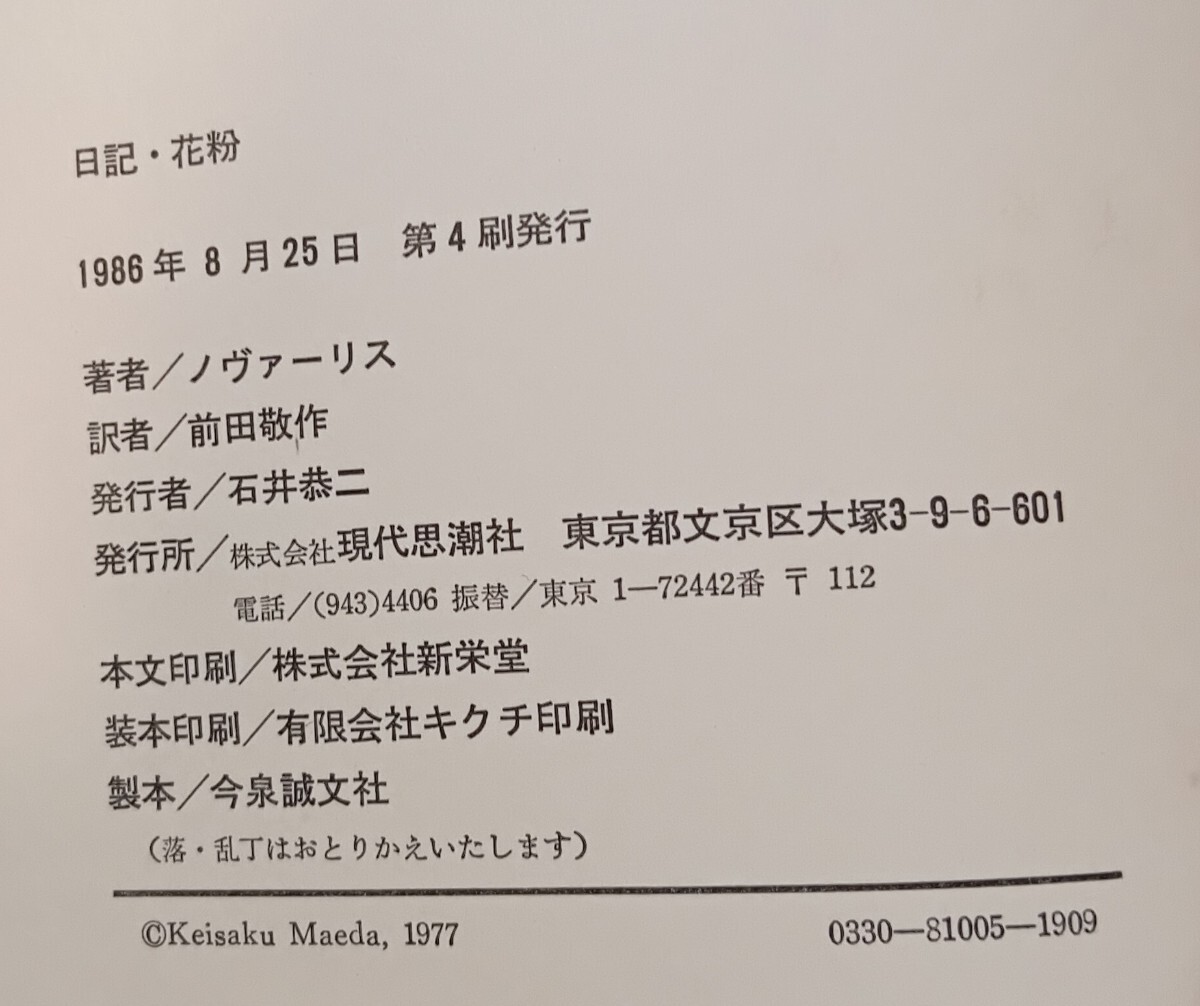 日記・花粉
1986年 8 月25日　第4刷発行
著者／ノヴァーリス
訳者／前田敬作
発行者／石井恭二
発行所／株式会社現代思潮社　東京都文京区大塚3-9-6-601
電話／(943)4406 振替／東京 1―72442番 〒 112
本文印刷／株式会社新栄堂
装本印刷／有限会社キクチ印刷
製本／今泉誠文社
（落・乱丁はおとりかえいたします）
©Keisaku Maeda, 1977　0330―81005―1909